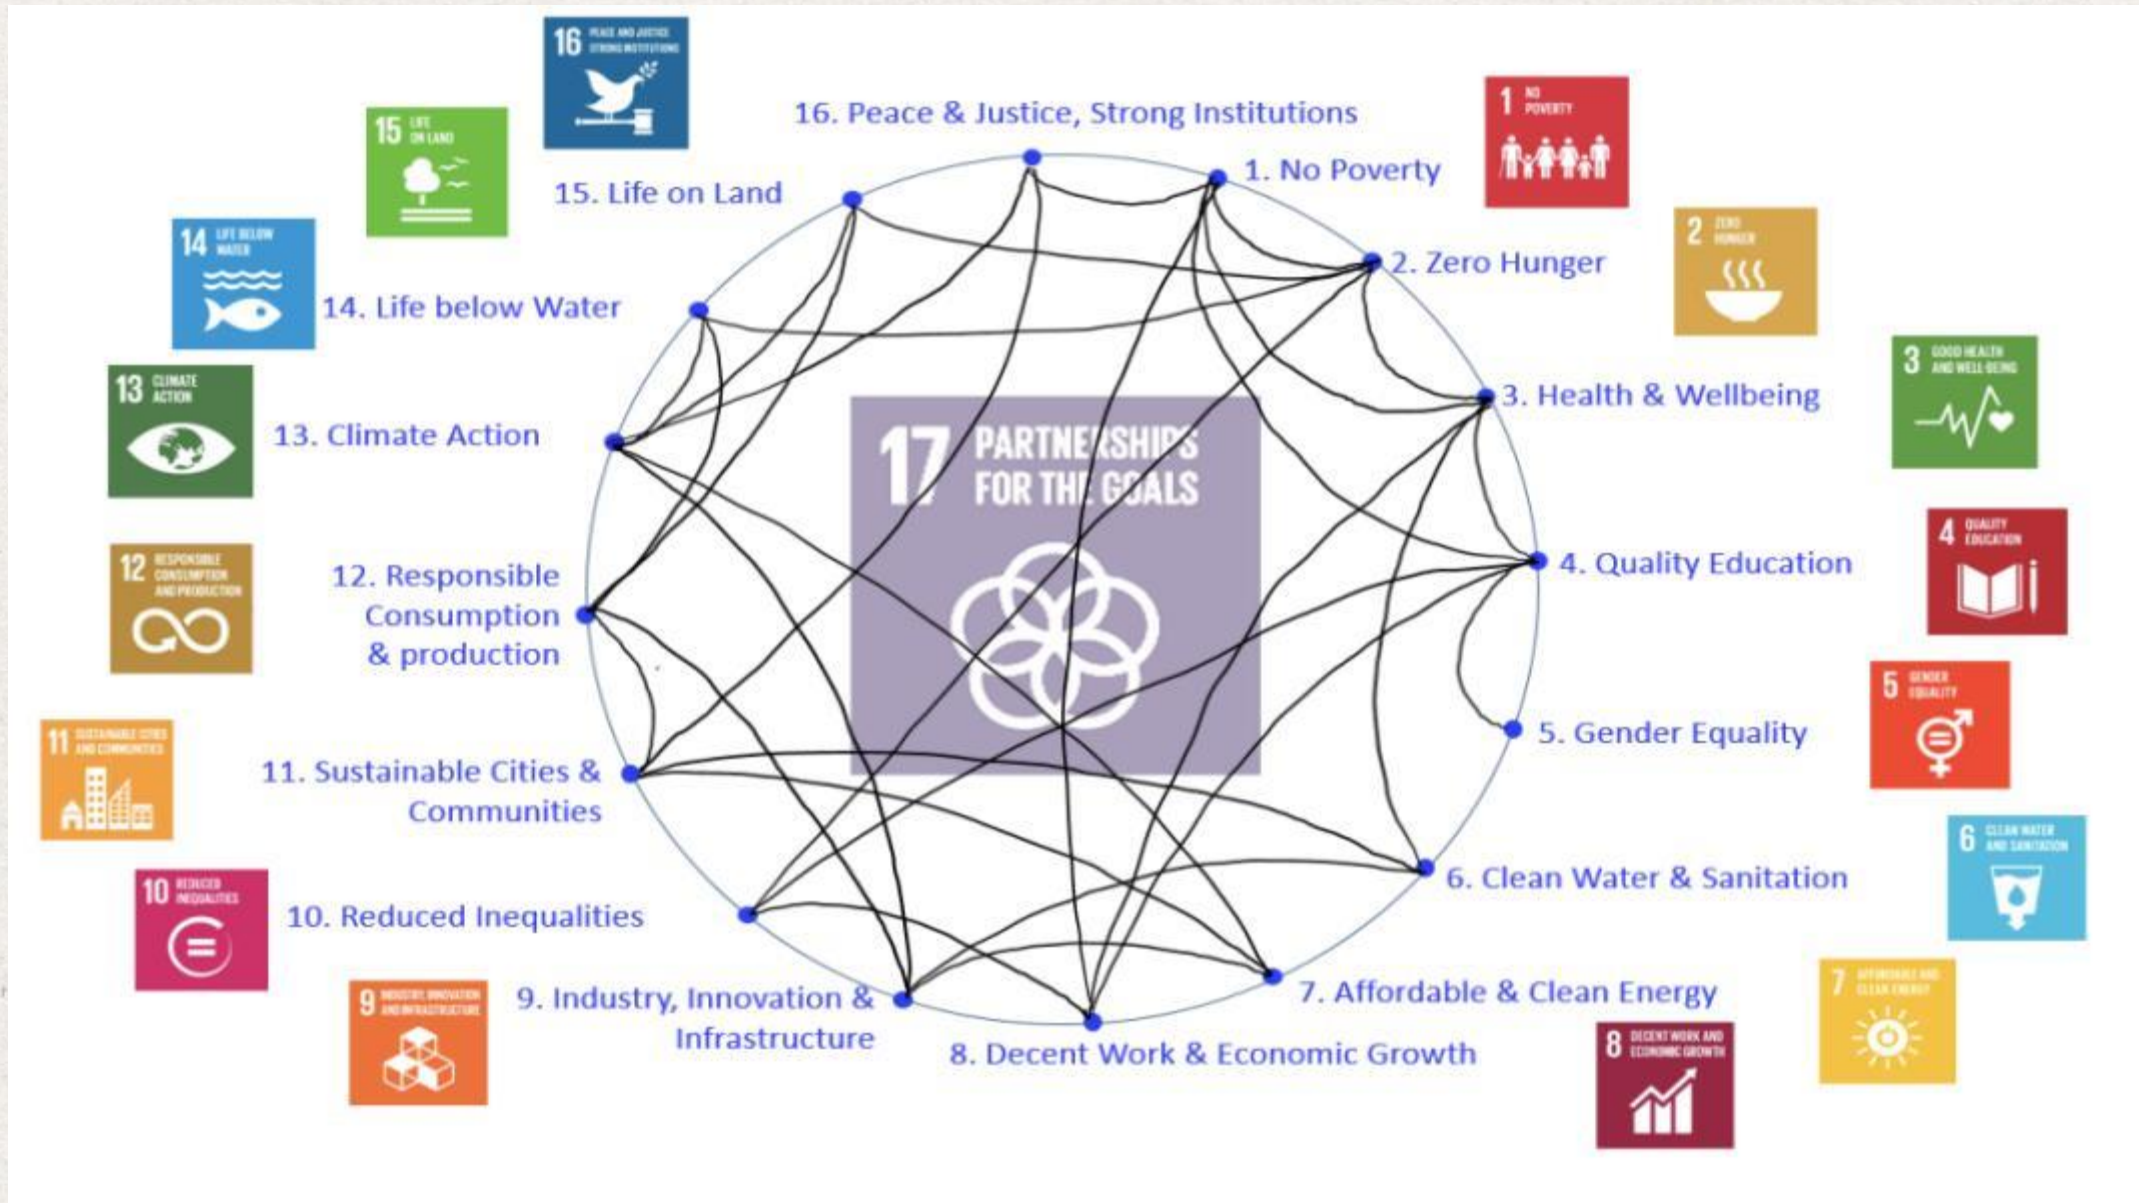 16 PEACE AND JUSTICE
STRONG INSTITUTIONS
16. Peace & Justice, Strong Institutions
1 NO
POVERTY
1. No Poverty
15 LIFE
ON LAND
15. Life on Land
2 ZERO
HUNGER
2. Zero Hunger
14 LIFE BELOW
WATER
14. Life below Water
3 GOOD HEALTH
AND WELL-BEING
3. Health & Wellbeing
13 CLIMATE
ACTION
13. Climate Action
17 PARTNERSHIPS
FOR THE GOALS
4 QUALITY
EDUCATION
4. Quality Education
12 RESPONSIBLE
CONSUMPTION
AND PRODUCTION
12. Responsible
Consumption
& production
5 GENDER
EQUALITY
5. Gender Equality
11 SUSTAINABLE CITIES
AND COMMUNITIES
11. Sustainable Cities &
Communities
6 CLEAN WATER
AND SANITATION
6. Clean Water & Sanitation
10 REDUCED
INEQUALITIES
10. Reduced Inequalities
7 AFFORDABLE AND
CLEAN ENERGY
7. Affordable & Clean Energy
9 INDUSTRY, INNOVATION
AND INFRASTRUCTURE
9. Industry, Innovation &
Infrastructure
8 DECENT WORK AND
ECONOMIC GROWTH
8. Decent Work & Economic Growth